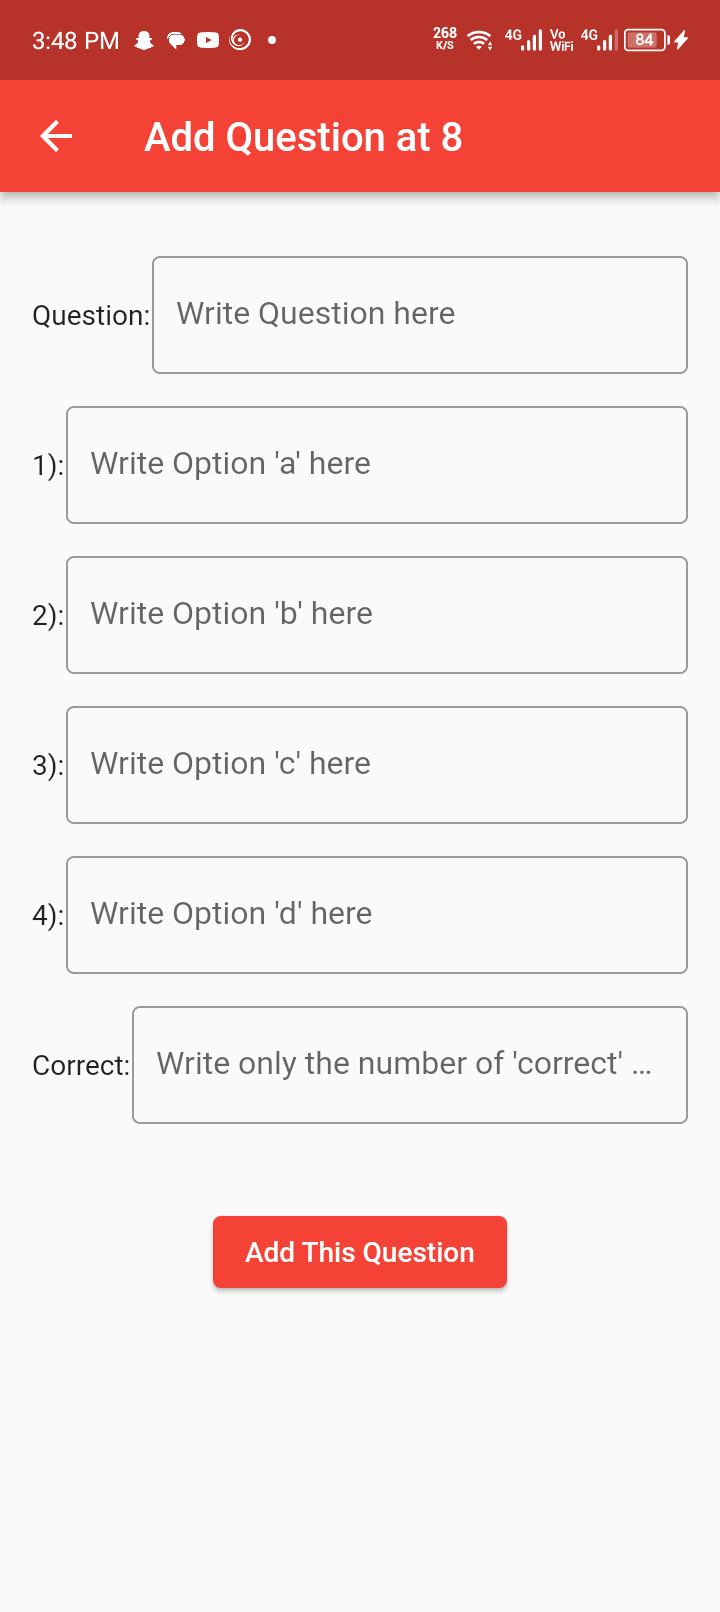 3:48 PM 268 K/S 4G Vo WiFi 4G 84
Add Question at 8
Question: Write Question here
1): Write Option 'a' here
2): Write Option 'b' here
3): Write Option 'c' here
4): Write Option 'd' here
Correct: Write only the number of 'correct' ...
Add This Question